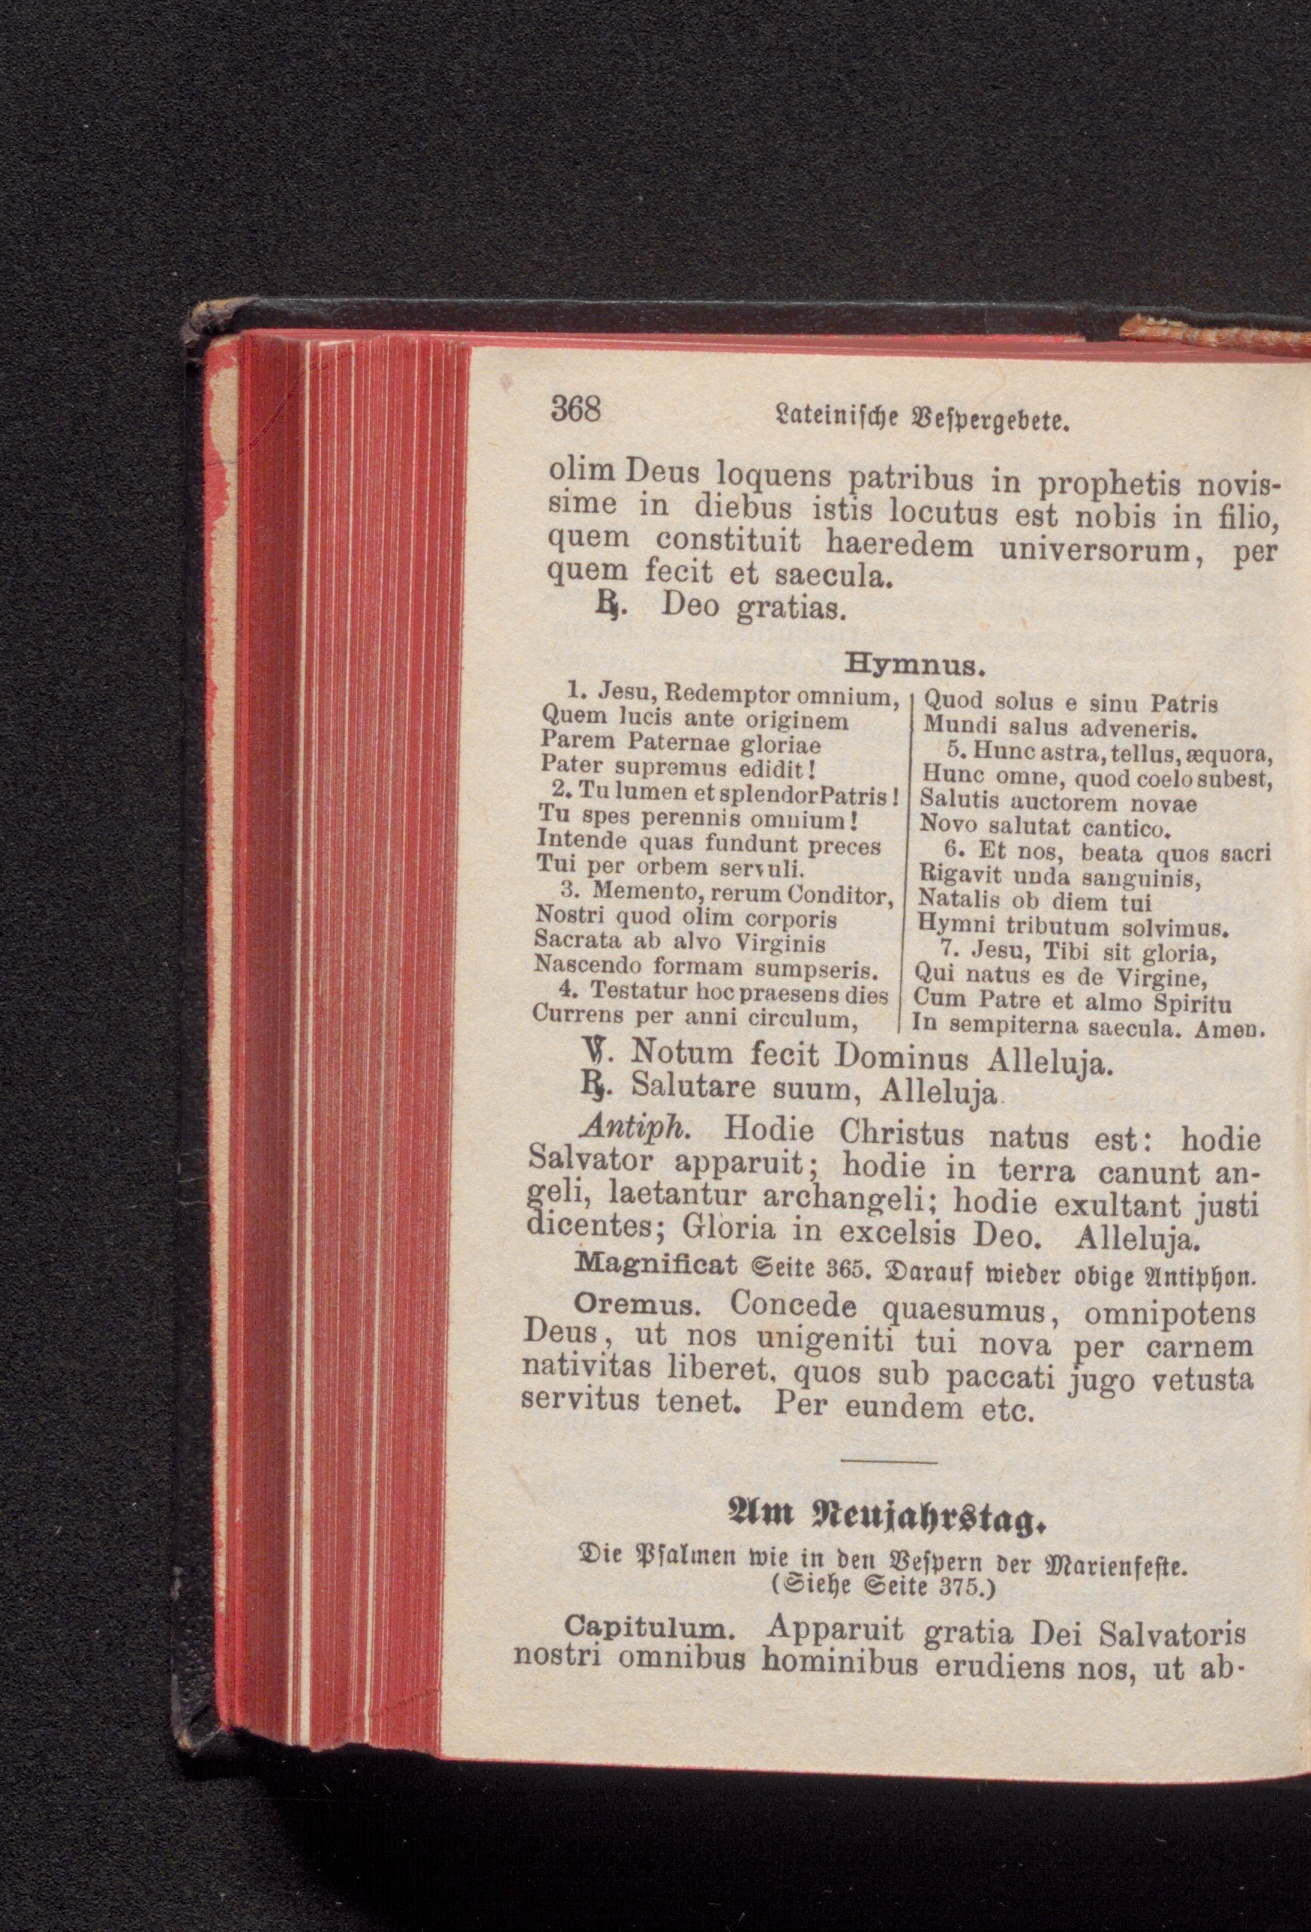 368 Lateinische Vespergebete.
olim Deus loquens patribus in prophetis novis-
sime in diebus istis locutus est nobis in filio,
quem constituit haeredem universorum, per
quem fecit et saecula.
℟. Deo gratias.
Hymnus.
1. Jesu, Redemptor omnium,
Quem lucis ante originem
Parem Paternae gloriae
Pater supremus edidit!
2. Tu lumen et splendor Patris!
Tu spes perennis omnium!
Intende quas fundunt preces
Tui per orbem servuli.
3. Memento, rerum Conditor,
Nostri quod olim corporis
Sacrata ab alvo Virginis
Nascendo formam sumpseris.
4. Testatur hoc praesens dies
Currens per anni circulum,
Quod solus e sinu Patris
Mundi salus adveneris.
5. Hunc astra, tellus, æquora,
Hunc omne, quod coelo subest,
Salutis auctorem novae
Novo salutat cantico.
6. Et nos, beata quos sacri
Rigavit unda sanguinis,
Natalis ob diem tui
Hymni tributum solvimus.
7. Jesu, Tibi sit gloria,
Qui natus es de Virgine,
Cum Patre et almo Spiritu
In sempiterna saecula. Amen.
℣. Notum fecit Dominus Alleluja.
℟. Salutare suum, Alleluja.
Antiph. Hodie Christus natus est: hodie
Salvator apparuit; hodie in terra canunt an-
geli, laetantur archangeli; hodie exultant justi
dicentes; Gloria in excelsis Deo. Alleluja.
Magnificat Seite 365. Darauf wieder obige Antiphon.
Oremus. Concede quaesumus, omnipotens
Deus, ut nos unigeniti tui nova per carnem
nativitas liberet, quos sub paccati jugo vetusta
servitus tenet. Per eundem etc.
Am Neujahrstag.
Die Psalmen wie in den Vespern der Marienfeste.
(Siehe Seite 375.)
Capitulum. Apparuit gratia Dei Salvatoris
nostri omnibus hominibus erudiens nos, ut ab-